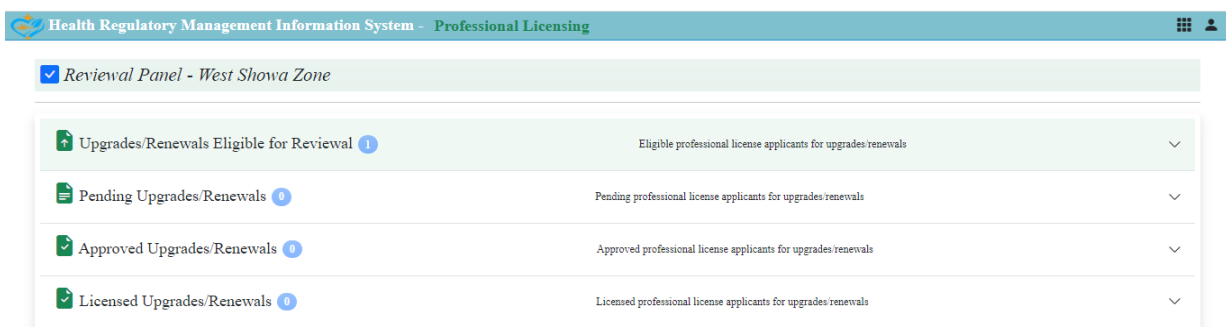 Health Regulatory Management Information System - Professional Licensing
Reviewal Panel - West Showa Zone
Upgrades/Renewals Eligible for Reviewal 1 Eligible professional license applicants for upgrades/renewals
Pending Upgrades/Renewals 0 Pending professional license applicants for upgrades/renewals
Approved Upgrades/Renewals 0 Approved professional license applicants for upgrades/renewals
Licensed Upgrades/Renewals 0 Licensed professional license applicants for upgrades/renewals